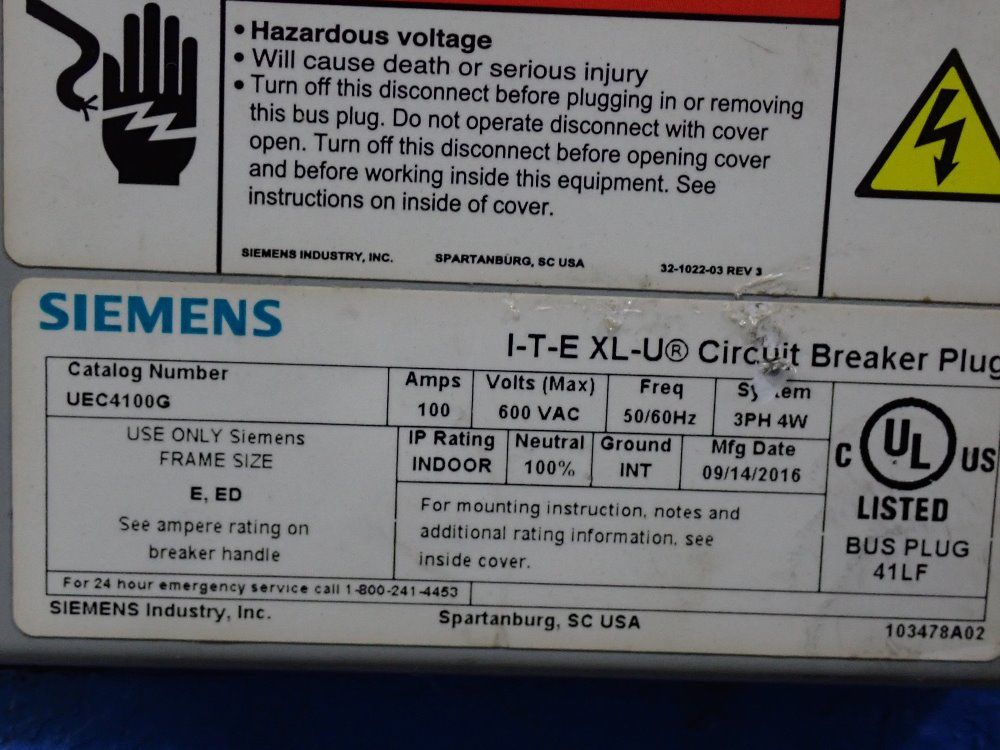 • Hazardous voltage
• Will cause death or serious injury
• Turn off this disconnect before plugging in or removing
this bus plug. Do not operate disconnect with cover
open. Turn off this disconnect before opening cover
and before working inside this equipment. See
instructions on inside of cover.
SIEMENS INDUSTRY, INC. SPARTANBURG, SC USA 32-1022-03 REV 3
SIEMENS
I-T-E XL-U® Circuit Breaker Plug
Catalog Number
UEC4100G
Amps
100
Volts (Max)
600 VAC
Freq
50/60Hz
System
3PH 4W
USE ONLY Siemens
FRAME SIZE
E, ED
See ampere rating on
breaker handle
IP Rating
INDOOR
Neutral
100%
Ground
INT
Mfg Date
09/14/2016
For mounting instruction, notes and
additional rating information, see
inside cover.
C UL US
LISTED
BUS PLUG
41LF
For 24 hour emergency service call 1-800-241-4453
SIEMENS Industry, Inc. Spartanburg, SC USA 103478A02